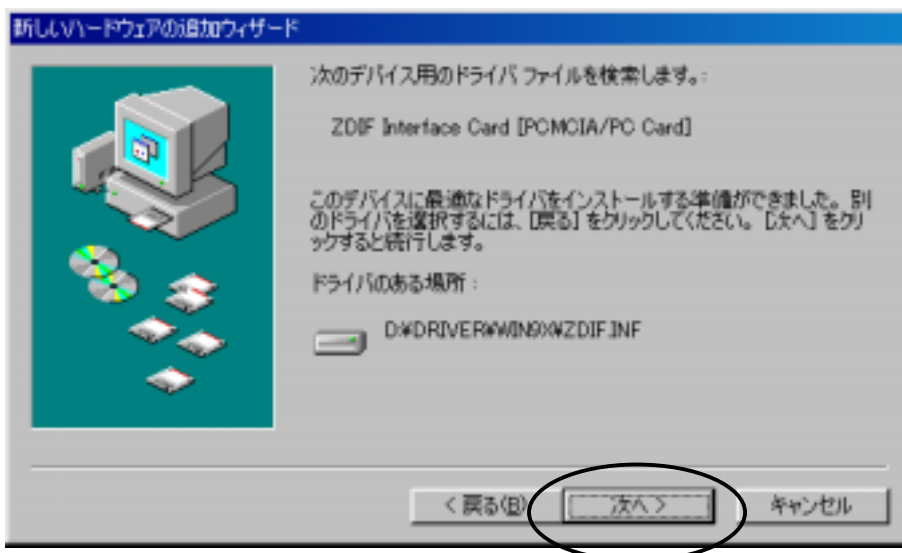 新しいハードウェアの追加ウィザード
次のデバイス用のドライバ ファイルを検索します。:
ZDIF Interface Card [PCMCIA/PC Card]
このデバイスに最適なドライバをインストールする準備ができました。別
のドライバを選択するには、[戻る] をクリックしてください。[次へ] をクリ
ックすると続行します。
ドライバのある場所 :
D:¥DRIVER¥WIN9X¥ZDIF.INF
< 戻る(B)
次へ >
キャンセル